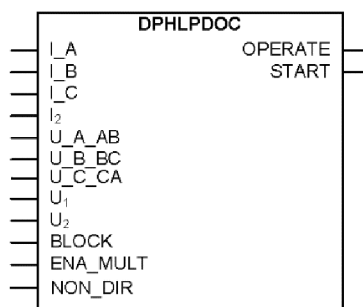 DPHLPDOC
I_A
OPERATE
I_B
START
I_C
I₂
U_A_AB
U_B_BC
U_C_CA
U₁
U₂
BLOCK
ENA_MULT
NON_DIR